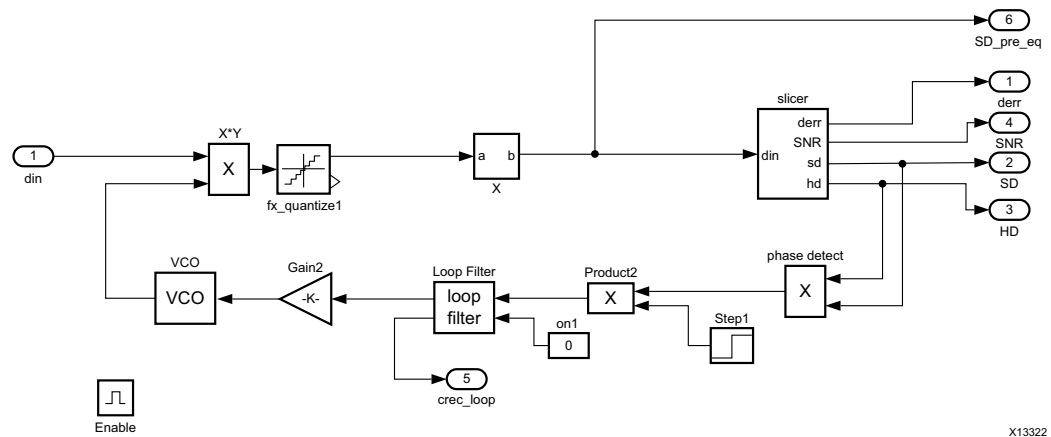 6
SD_pre_eq
slicer
1
derr
derr
X*Y
SNR
4
SNR
1
din
X
a b
din
sd
2
SD
X
fx_quantize1
hd
3
HD
phase detect
VCO
Gain2
Loop Filter
Product2
VCO
-K-
loop
filter
X
X
Step1
on1
0
5
crec_loop
Enable
X13322